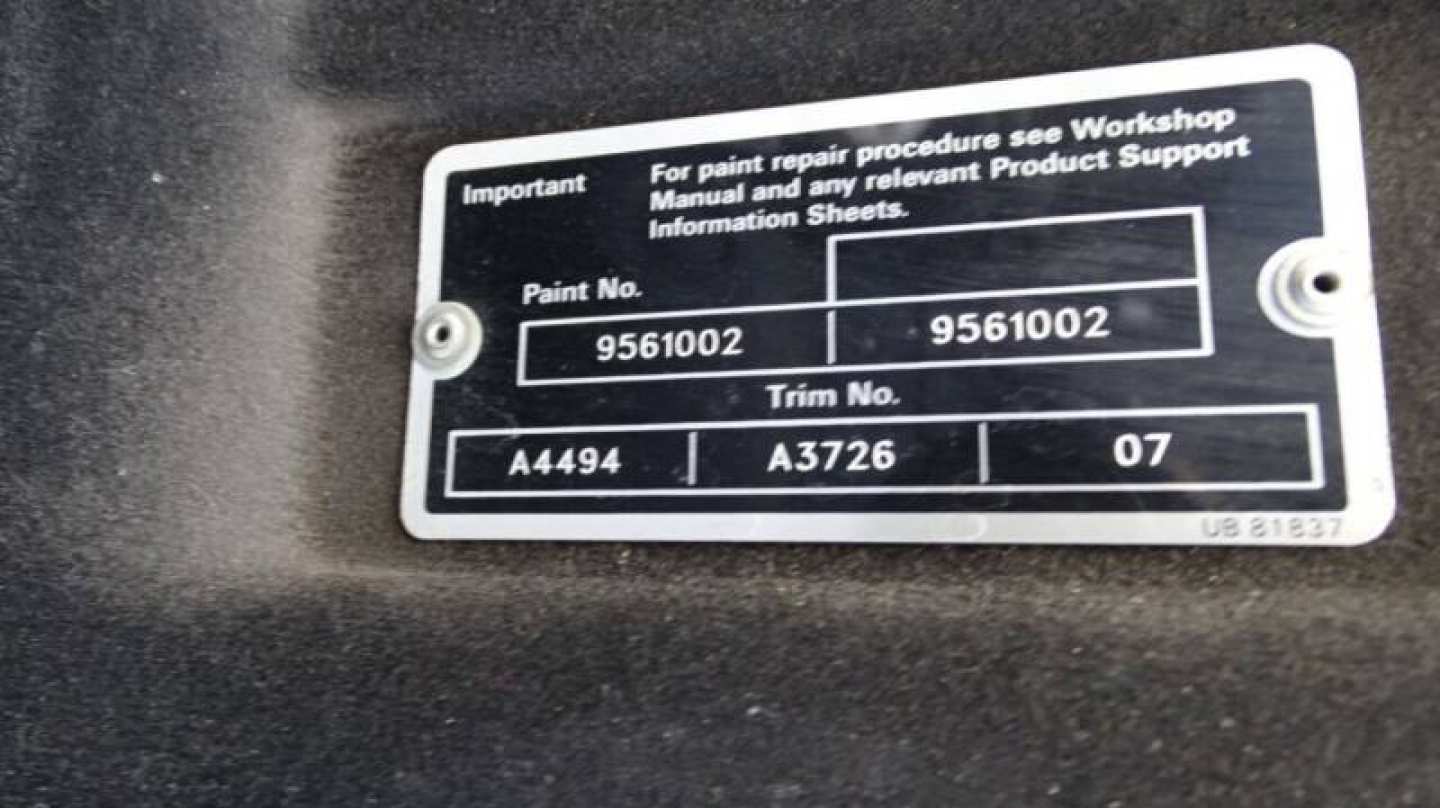 Important
For paint repair procedure see Workshop
Manual and any relevant Product Support
Information Sheets.
Paint No.
9561002 9561002
Trim No.
A4494 A3726 07
UB 81837